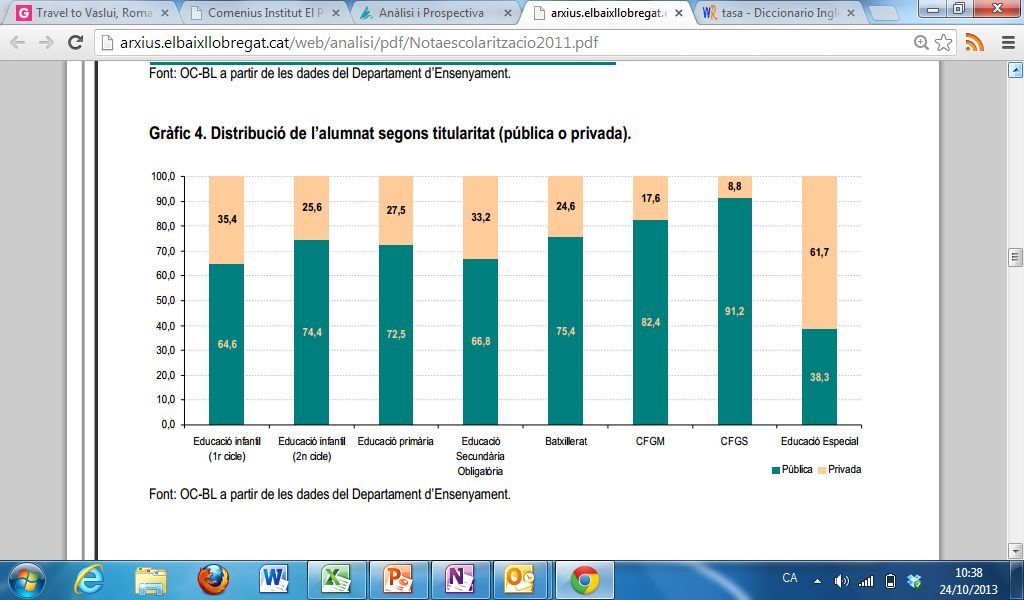 Travel to Vaslui, Roma
Comenius Institut El P
Anàlisi i Prospectiva
arxius.elbaixllobregat.c
tasa - Diccionario Ingl
arxius.elbaixllobregat.cat/web/analisi/pdf/Notaescolaritzacio2011.pdf
Font: OC-BL a partir de les dades del Departament d'Ensenyament.
Gràfic 4. Distribució de l'alumnat segons titularitat (pública o privada).
100,0
90,0
80,0
70,0
60,0
50,0
40,0
30,0
20,0
10,0
0,0
35,4 25,6 27,5 33,2 24,6 17,6 8,8 61,7
64,6 74,4 72,5 66,8 75,4 82,4 91,2 38,3
Educació infantil (1r cicle)
Educació infantil (2n cicle)
Educació primària
Educació Secundària Obligatòria
Batxillerat
CFGM
CFGS
Educació Especial
Pública Privada
Font: OC-BL a partir de les dades del Departament d'Ensenyament.
CA
10:38
24/10/2013